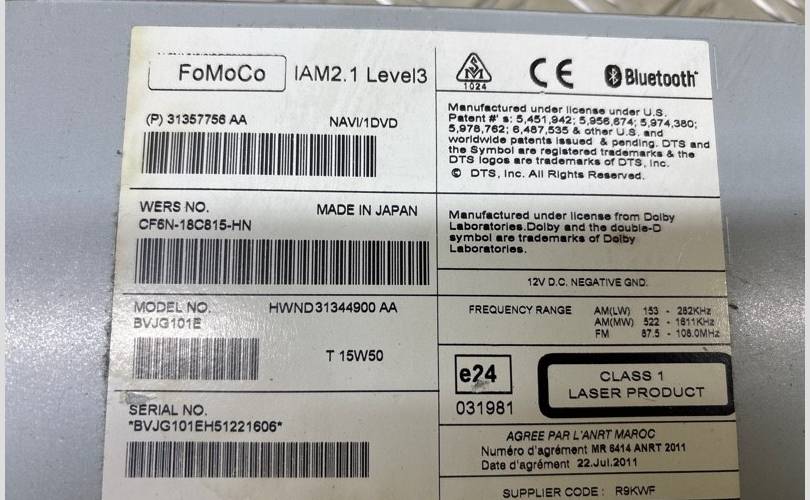 FoMoCo IAM2.1 Level3
(P) 31357756 AA NAVI/1DVD
WERS NO. MADE IN JAPAN
CF6N-18C815-HN
MODEL NO. HWND31344900 AA
BVJG101E
T 15W50
SERIAL NO.
*BVJG101EH51221606*
1024
CE
Bluetooth
Manufactured under license under U.S.
Patent #' s: 5,451,942; 5,956,674; 5,974,380;
5,978,762; 6,487,535 & other U.S. and
worldwide patents issued & pending. DTS and
the Symbol are registered trademarks & the
DTS logos are trademarks of DTS, Inc.
© DTS, Inc. All Rights Reserved.
Manufactured under license from Dolby
Laboratories.Dolby and the double-D
symbol are trademarks of Dolby
Laboratories.
12V D.C. NEGATIVE GND.
FREQUENCY RANGE AM(LW) 153 - 282KHz
AM(MW) 522 - 1611KHz
FM 87.5 - 108.0MHz
e24
031981
CLASS 1
LASER PRODUCT
AGREE PAR L'ANRT MAROC
Numéro d'agrément MR 6414 ANRT 2011
Date d'agrément 22.Jul.2011
SUPPLIER CODE : R9KWF